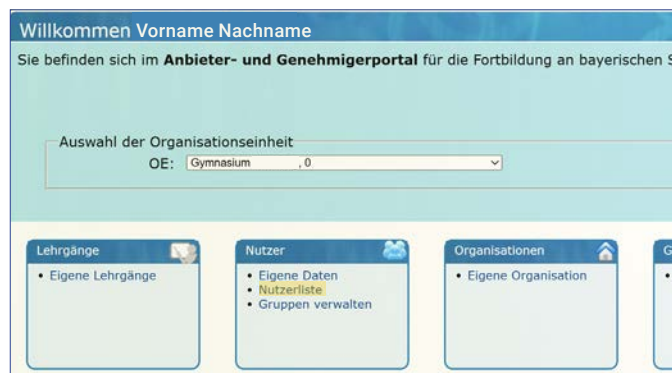 Willkommen Vorname Nachname
Sie befinden sich im Anbieter- und Genehmigerportal für die Fortbildung an bayerischen S
Auswahl der Organisationseinheit
OE: Gymnasium , 0
Lehrgänge
• Eigene Lehrgänge
Nutzer
• Eigene Daten
• Nutzerliste
• Gruppen verwalten
Organisationen
• Eigene Organisation
G
•